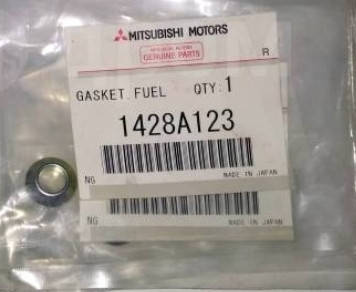 MITSUBISHI MOTORS
GENUINE PARTS
R
GASKET, FUEL QTY:1
1428A123
NG MADE IN JAPAN
NG MADE IN JAPAN